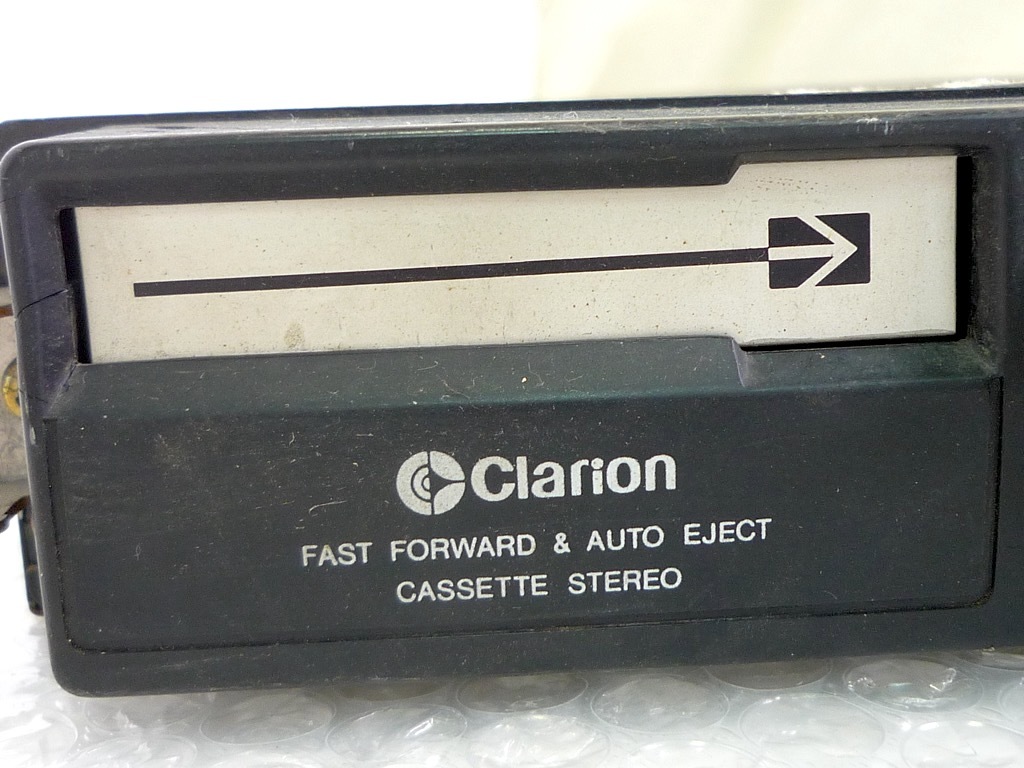 Clarion
FAST FORWARD & AUTO EJECT
CASSETTE STEREO